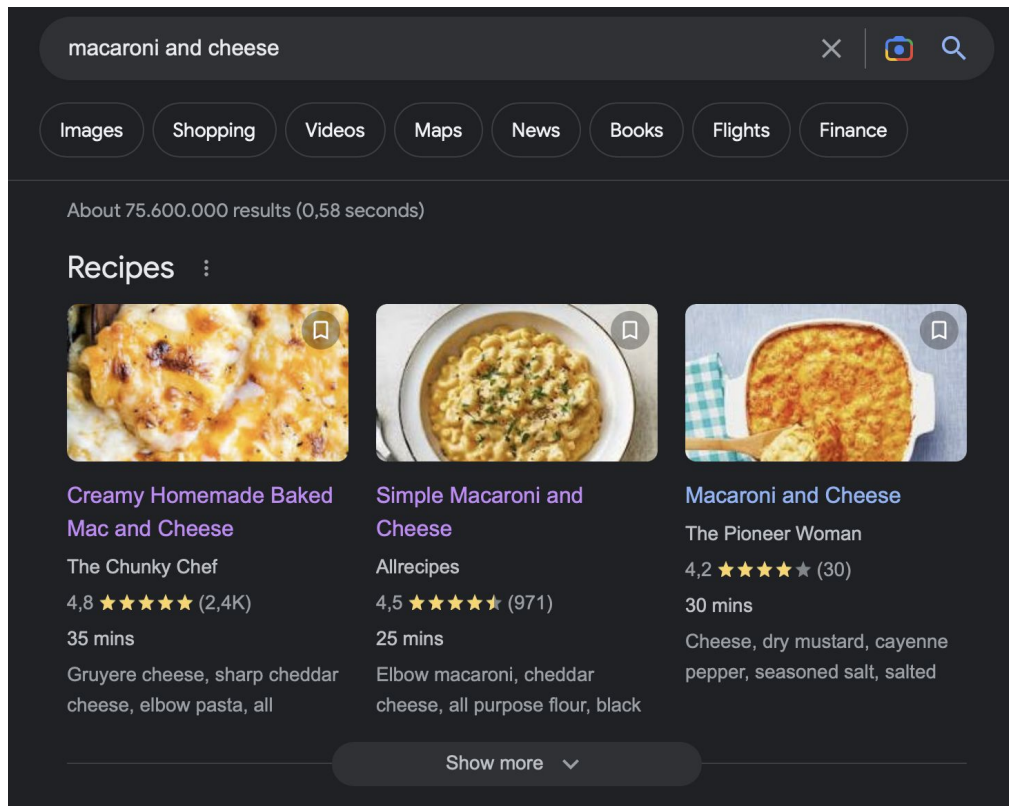 macaroni and cheese
Images Shopping Videos Maps News Books Flights Finance
About 75.600.000 results (0,58 seconds)
Recipes
Creamy Homemade Baked
Mac and Cheese
The Chunky Chef
4,8 (2,4K)
35 mins
Gruyere cheese, sharp cheddar
cheese, elbow pasta, all
Simple Macaroni and
Cheese
Allrecipes
4,5 (971)
25 mins
Elbow macaroni, cheddar
cheese, all purpose flour, black
Macaroni and Cheese
The Pioneer Woman
4,2 (30)
30 mins
Cheese, dry mustard, cayenne
pepper, seasoned salt, salted
Show more